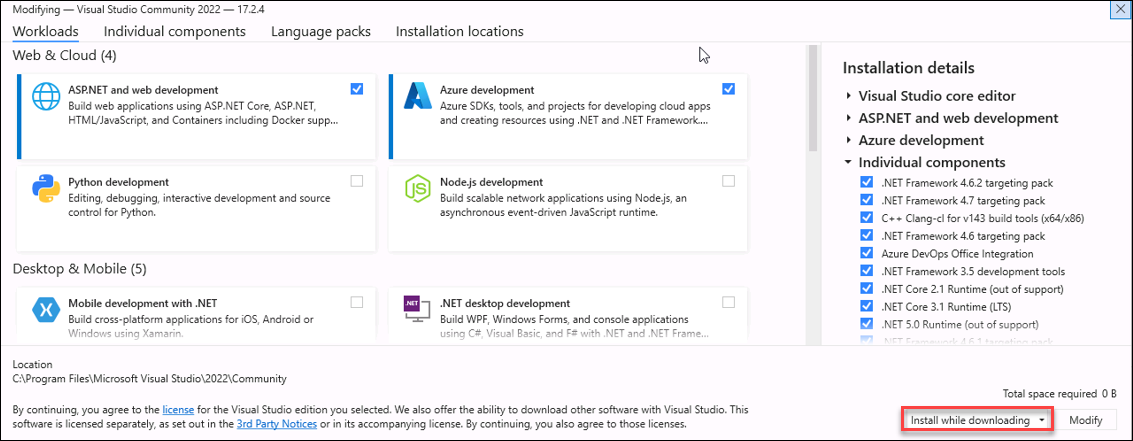 Modifying — Visual Studio Community 2022 — 17.2.4
Workloads
Individual components
Language packs
Installation locations
Web & Cloud (4)
ASP.NET and web development
Build web applications using ASP.NET Core, ASP.NET,
HTML/JavaScript, and Containers including Docker supp...
Azure development
Azure SDKs, tools, and projects for developing cloud apps
and creating resources using .NET and .NET Framework....
Python development
Editing, debugging, interactive development and source
control for Python.
Node.js development
Build scalable network applications using Node.js, an
asynchronous event-driven JavaScript runtime.
Desktop & Mobile (5)
Mobile development with .NET
Build cross-platform applications for iOS, Android or
Windows using Xamarin.
.NET
.NET desktop development
Build WPF, Windows Forms, and console applications
using C#, Visual Basic, and F# with .NET and .NET Frame...
Installation details
Visual Studio core editor
ASP.NET and web development
Azure development
Individual components
.NET Framework 4.6.2 targeting pack
.NET Framework 4.7 targeting pack
C++ Clang-cl for v143 build tools (x64/x86)
.NET Framework 4.6 targeting pack
Azure DevOps Office Integration
.NET Framework 3.5 development tools
.NET Core 2.1 Runtime (out of support)
.NET Core 3.1 Runtime (LTS)
.NET 5.0 Runtime (out of support)
.NET Framework 4.6.1 targeting pack
Location
C:\Program Files\Microsoft Visual Studio\2022\Community
By continuing, you agree to the license for the Visual Studio edition you selected. We also offer the ability to download other software with Visual Studio. This
software is licensed separately, as set out in the 3rd Party Notices or in its accompanying license. By continuing, you also agree to those licenses.
Total space required 0 B
Install while downloading
Modify